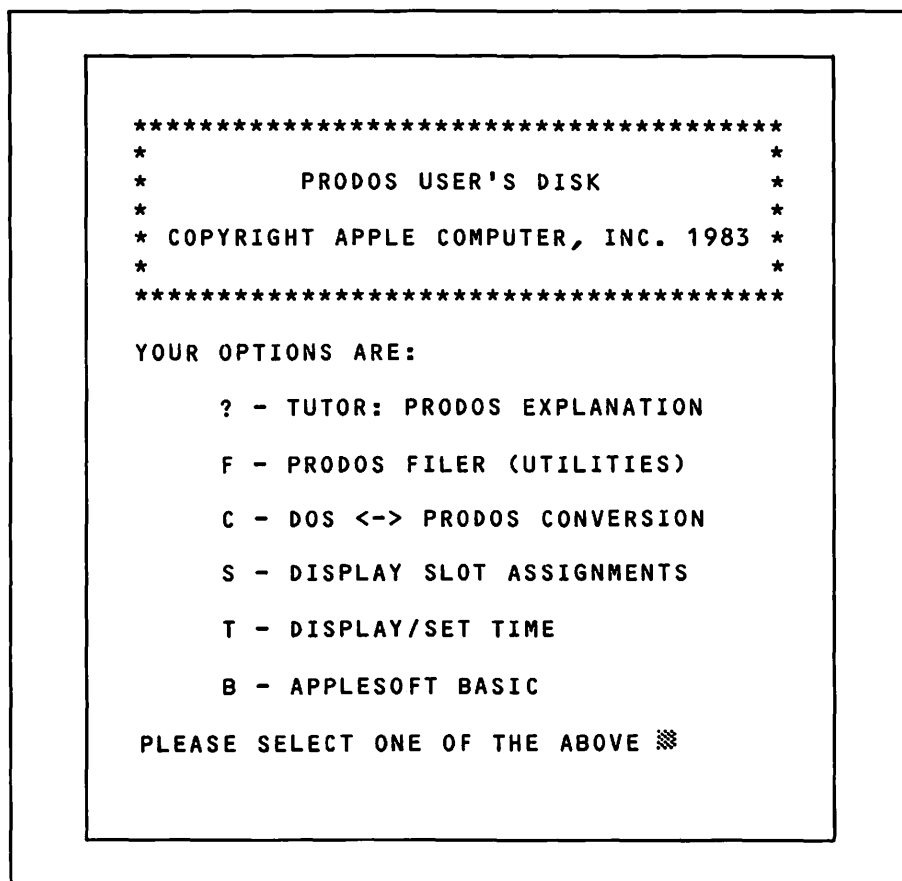 ***************************************
*                                     *
*          PRODOS USER'S DISK         *
*                                     *
* COPYRIGHT APPLE COMPUTER, INC. 1983 *
*                                     *
***************************************
YOUR OPTIONS ARE:
? - TUTOR: PRODOS EXPLANATION
F - PRODOS FILER (UTILITIES)
C - DOS <-> PRODOS CONVERSION
S - DISPLAY SLOT ASSIGNMENTS
T - DISPLAY/SET TIME
B - APPLESOFT BASIC
PLEASE SELECT ONE OF THE ABOVE